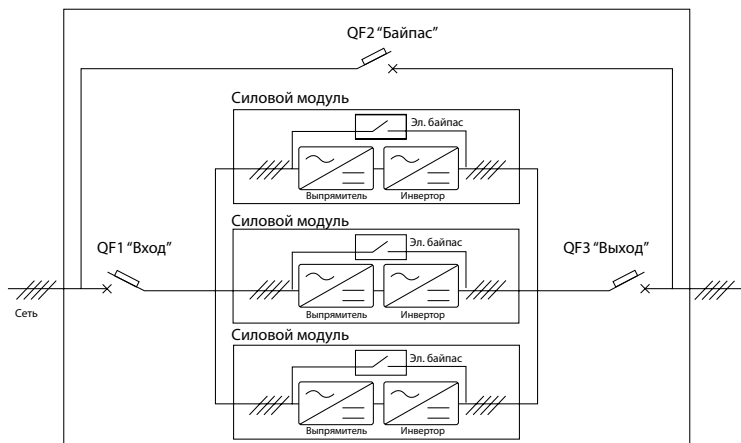 QF2 “Байпас”
Силовой модуль
Эл. байпас
Выпрямитель
Инвертор
Силовой модуль
QF1 “Вход”
QF3 “Выход”
Эл. байпас
Сеть
Выпрямитель
Инвертор
Силовой модуль
Эл. байпас
Выпрямитель
Инвертор